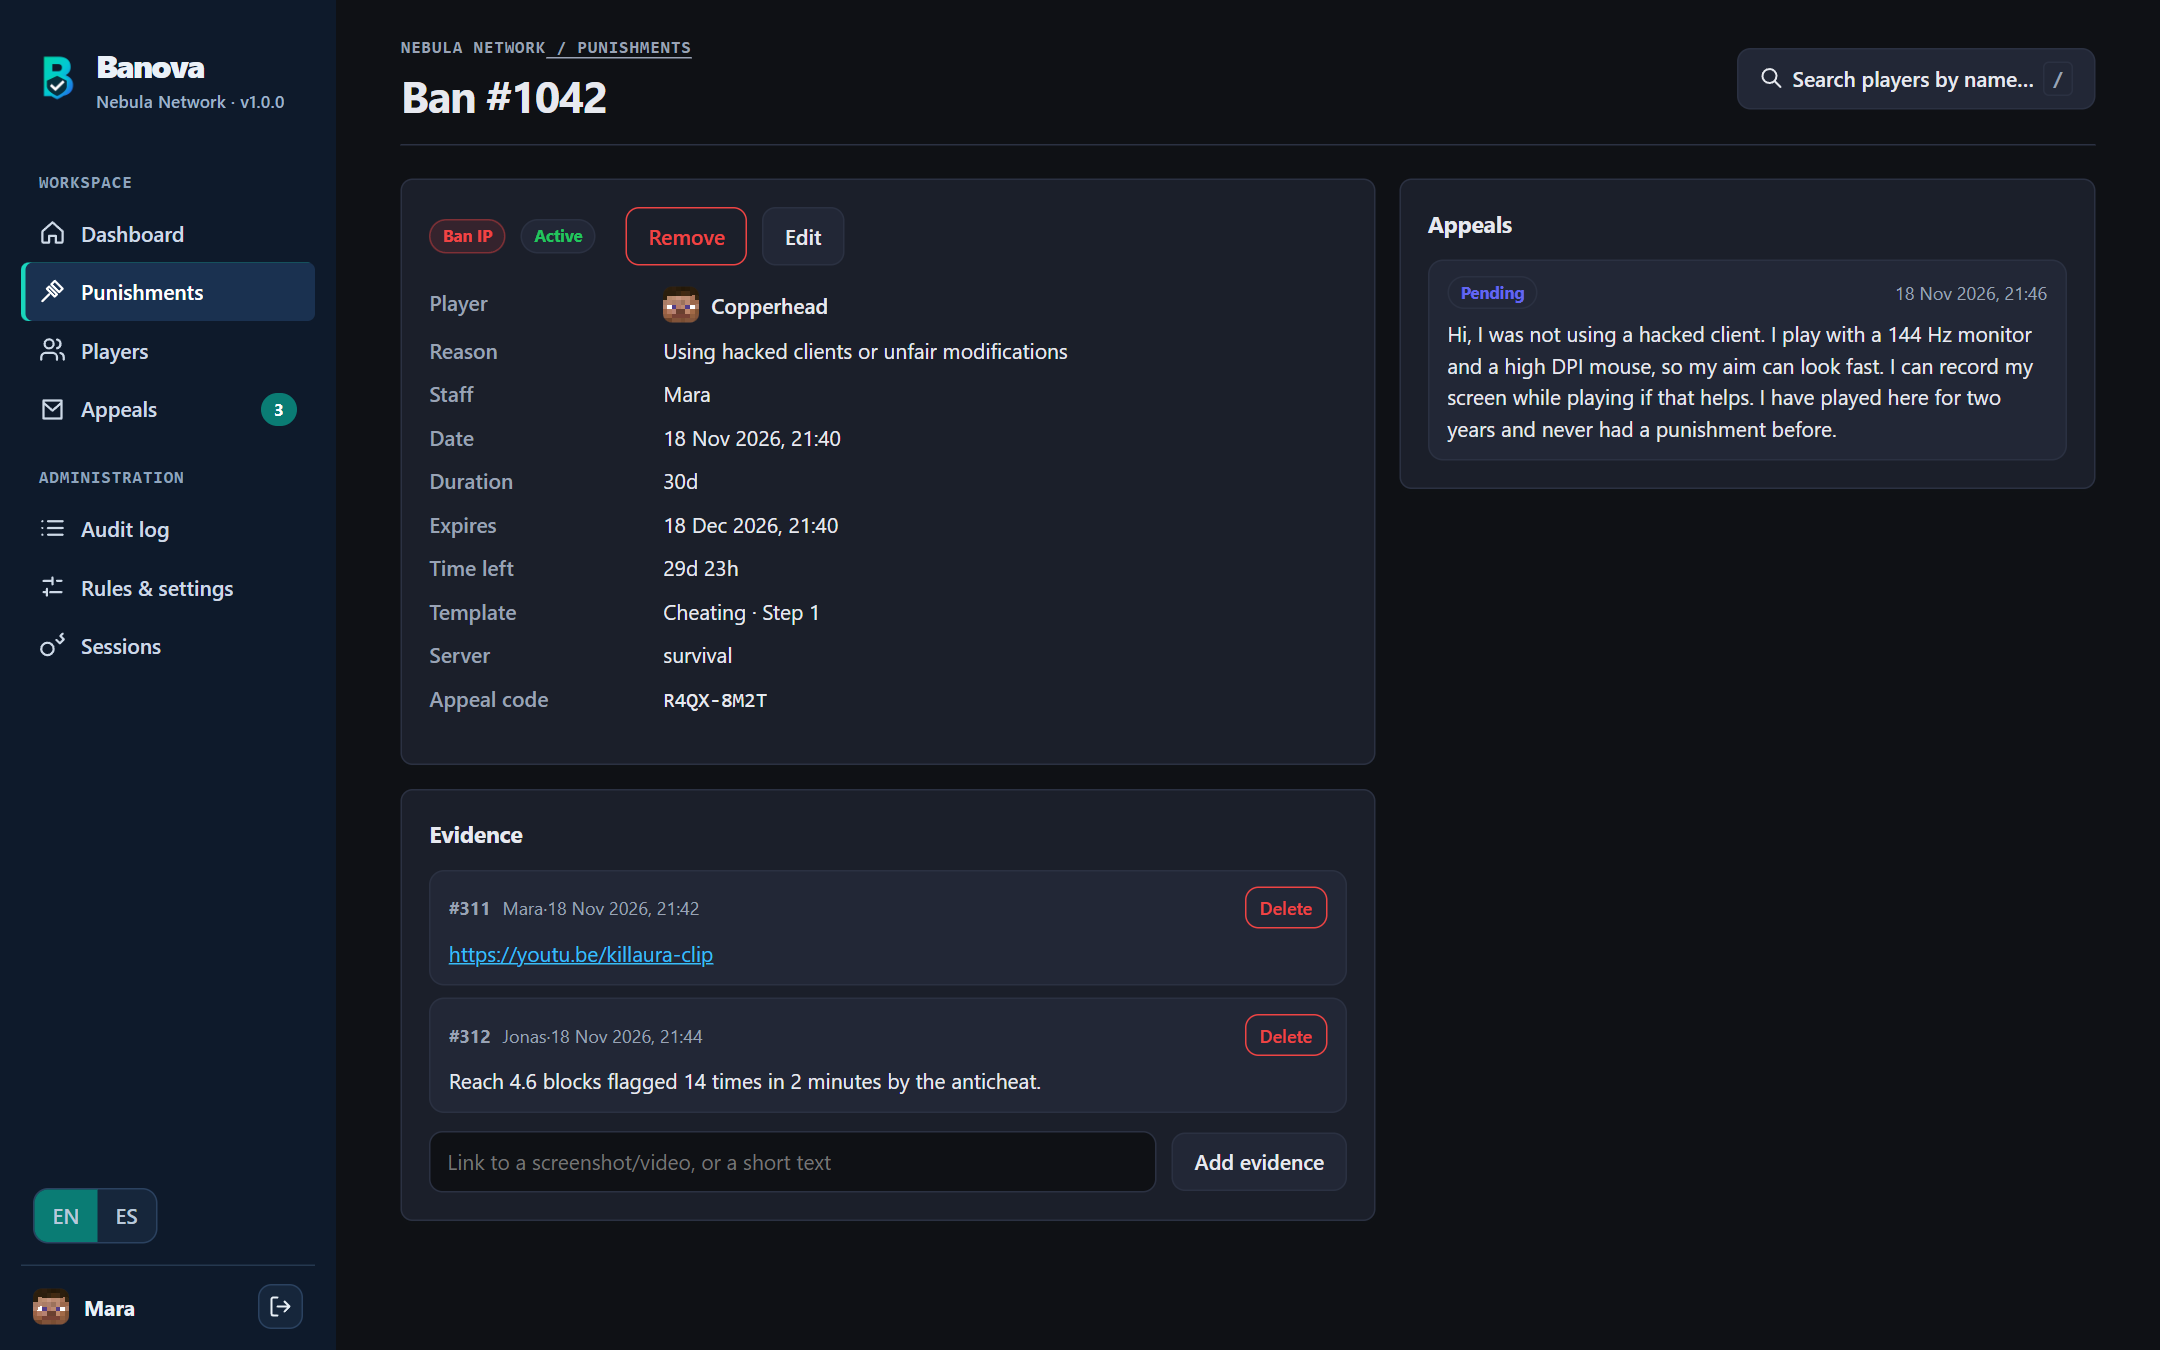 Banova
Nebula Network · v1.0.0
WORKSPACE
Dashboard
Punishments
Players
Appeals 3
ADMINISTRATION
Audit log
Rules & settings
Sessions
EN ES
Mara
NEBULA NETWORK / PUNISHMENTS
Ban #1042
Search players by name... /
Ban IP Active Remove Edit
Player Copperhead
Reason Using hacked clients or unfair modifications
Staff Mara
Date 18 Nov 2026, 21:40
Duration 30d
Expires 18 Dec 2026, 21:40
Time left 29d 23h
Template Cheating · Step 1
Server survival
Appeal code R4QX-8M2T
Evidence
#311 Mara·18 Nov 2026, 21:42 Delete
https://youtu.be/killaura-clip
#312 Jonas·18 Nov 2026, 21:44 Delete
Reach 4.6 blocks flagged 14 times in 2 minutes by the anticheat.
Link to a screenshot/video, or a short text Add evidence
Appeals
Pending 18 Nov 2026, 21:46
Hi, I was not using a hacked client. I play with a 144 Hz monitor
and a high DPI mouse, so my aim can look fast. I can record my
screen while playing if that helps. I have played here for two
years and never had a punishment before.